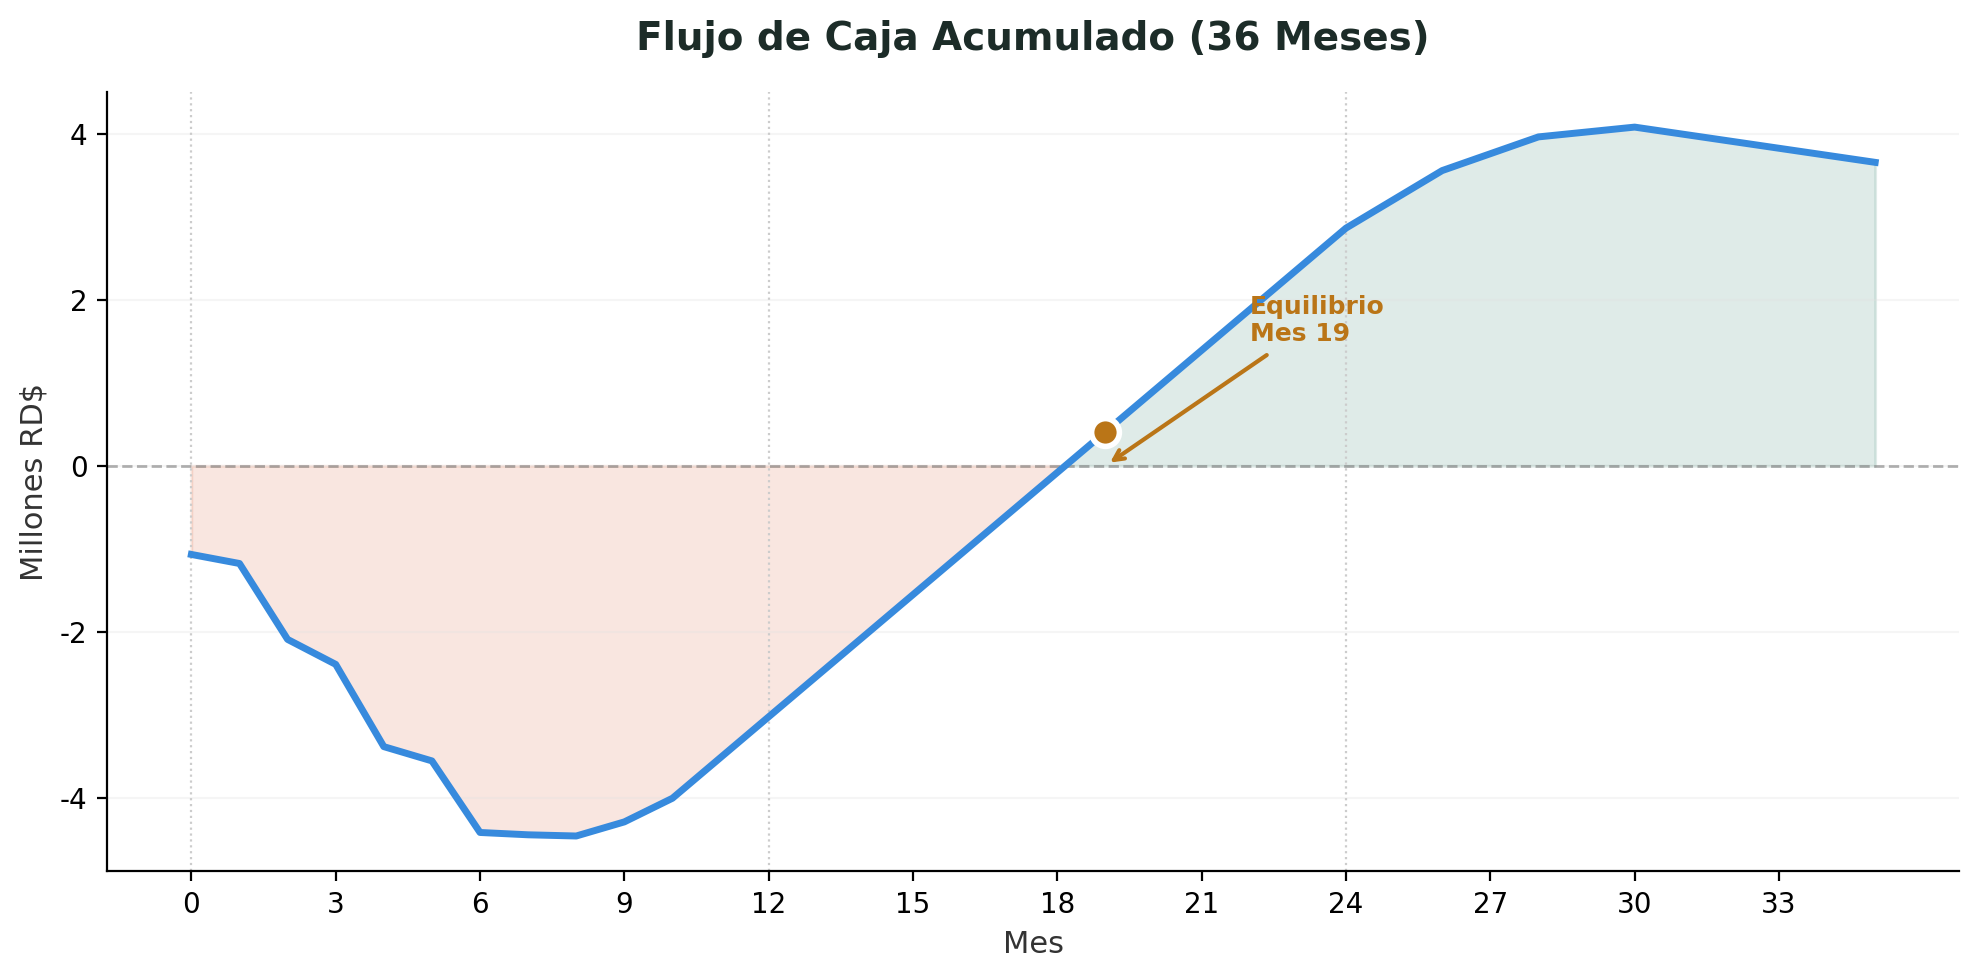 Flujo de Caja Acumulado (36 Meses)
Millones RD$
4
2
0
-2
-4
Equilibrio
Mes 19
0 3 6 9 12 15 18 21 24 27 30 33
Mes